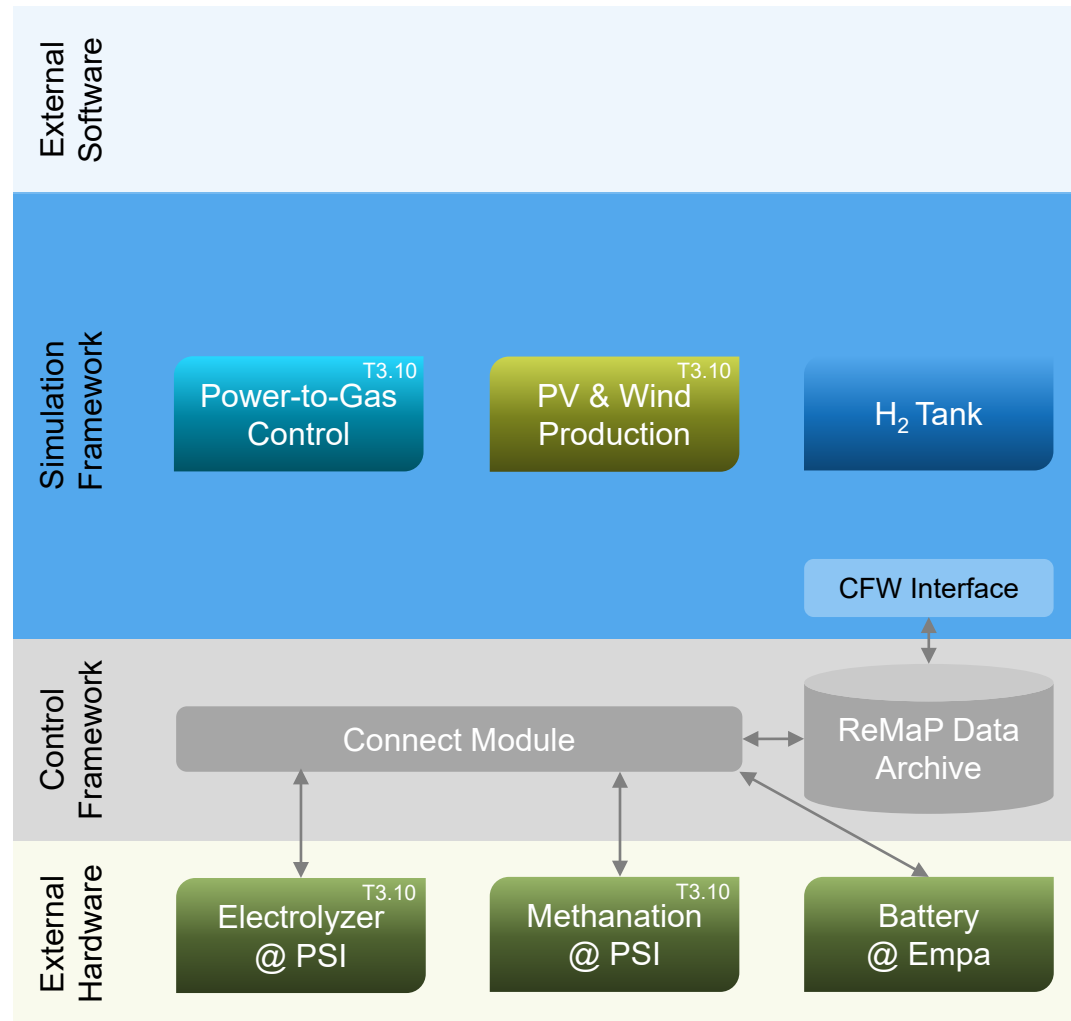 External
Software
Simulation
Framework
T3.10
Power-to-Gas
Control
T3.10
PV & Wind
Production
H₂ Tank
CFW Interface
Control
Framework
Connect Module
ReMaP Data
Archive
External
Hardware
T3.10
Electrolyzer
@ PSI
T3.10
Methanation
@ PSI
Battery
@ Empa